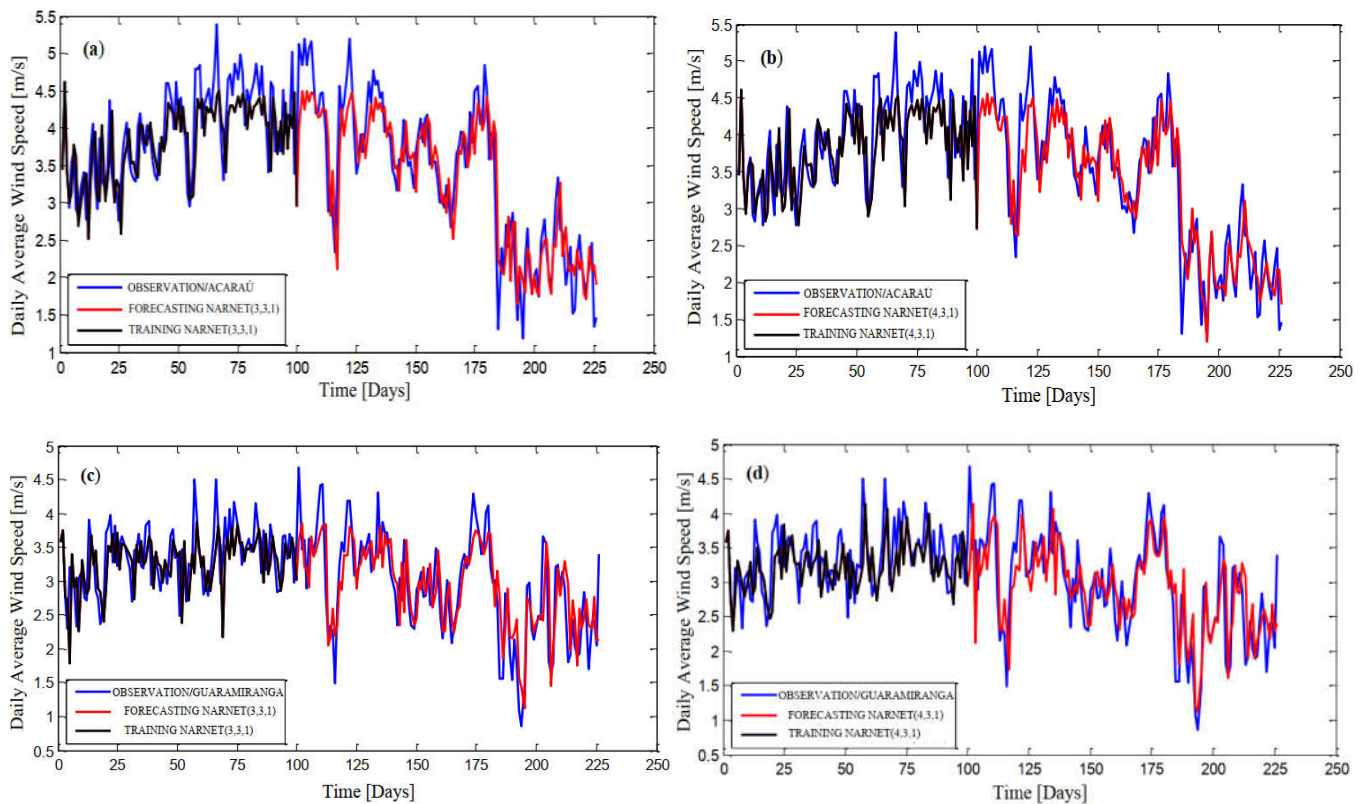 (a)
Daily Average Wind Speed [m/s]
5.5
5
4.5
4
3.5
3
2.5
2
1.5
1
OBSERVATION/ACARAÚ
FORECASTING NARNET(3,3,1)
TRAINING NARNET(3,3,1)
0 25 50 75 100 125 150 175 200 225 250
Time [Days]
(b)
Daily Average Wind Speed [m/s]
5.5
5
4.5
4
3.5
3
2.5
2
1.5
1
OBSERVATION/ACARAU
FORECASTING NARNET(4,3,1)
TRAINING NARNET(4,3,1)
0 25 50 75 100 125 150 175 200 225 250
Time [Days]
(c)
Daily Average Wind Speed [m/s]
5
4.5
4
3.5
3
2.5
2
1.5
1
0.5
OBSERVATION/GUARAMIRANGA
FORECASTING NARNET(3,3,1)
TRAINING NARNET(3,3,1)
0 25 50 75 100 125 150 175 200 225 250
Time [Days]
(d)
Daily Average Wind Speed [m/s]
5
4.5
4
3.5
3
2.5
2
1.5
1
0.5
OBSERVATION/GUARAMIRANGA
FORECASTING NARNET(4,3,1)
TRAINING NARNET(4,3,1)
0 25 50 75 100 125 150 175 200 225 250
Time [Days]